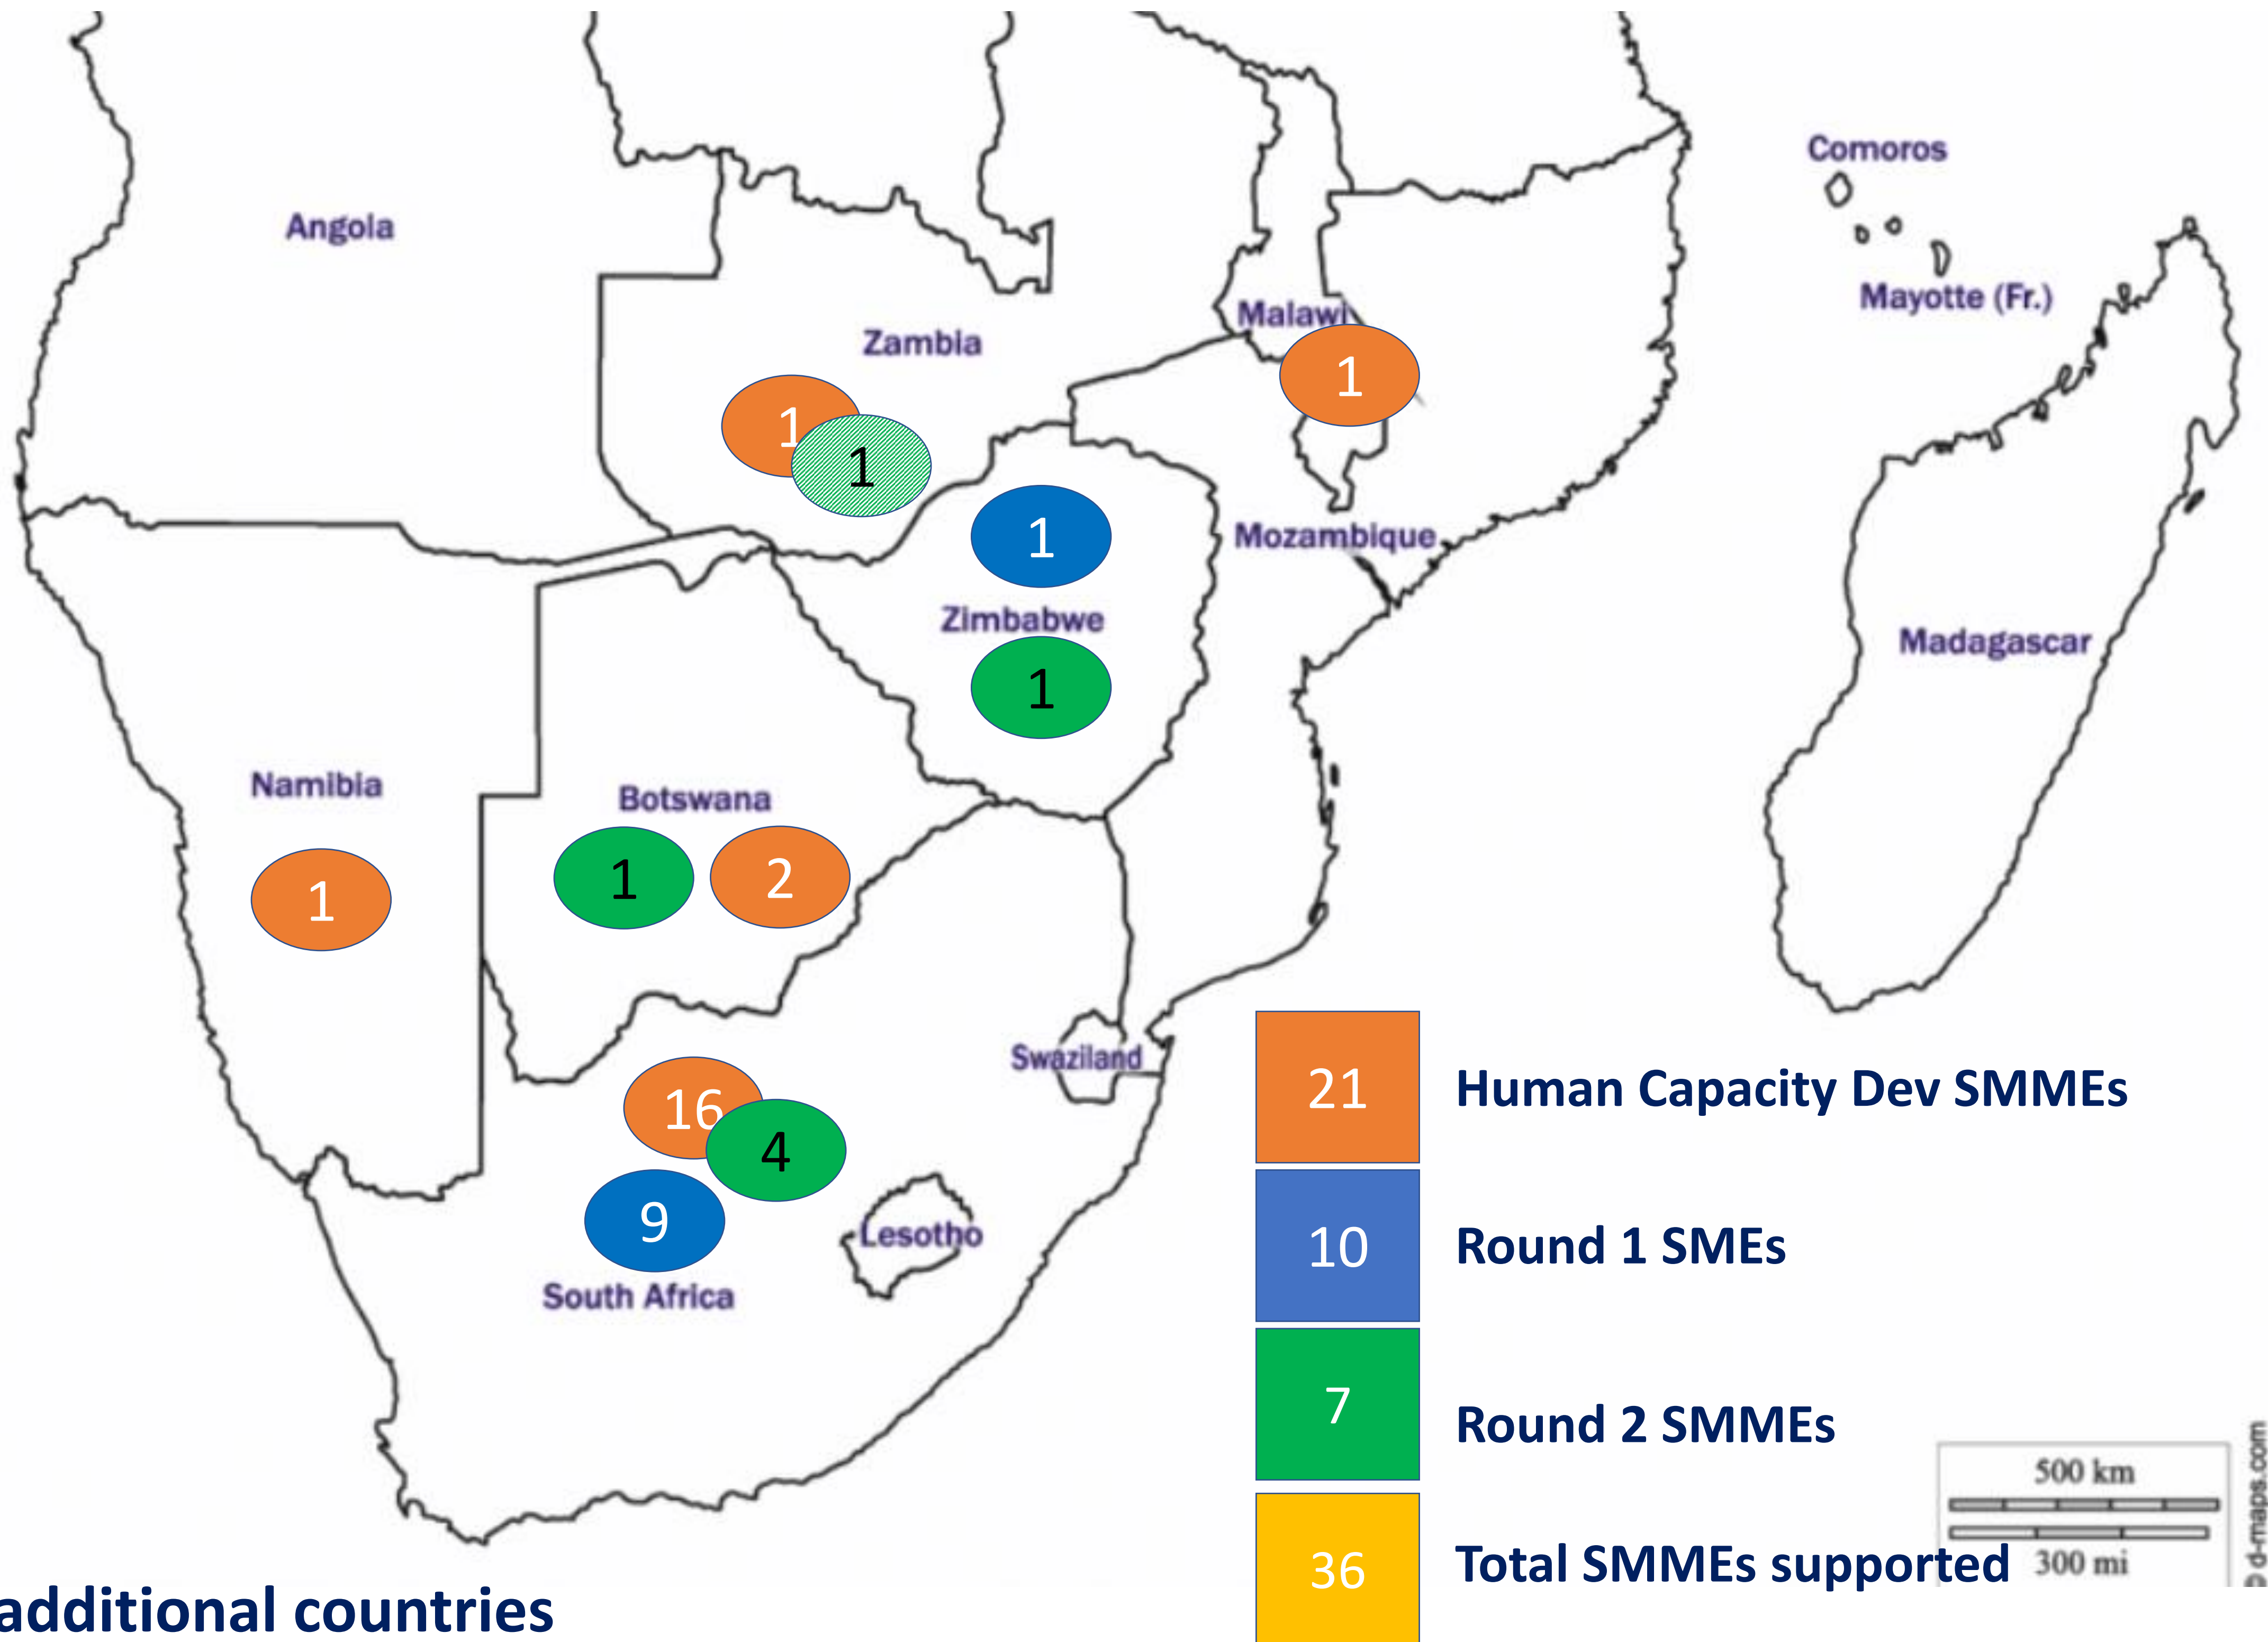 Comoros
Angola
Mayotte (Fr.)
Malawi
Zambia
1
1
1
1
Mozambique
Zimbabwe
Madagascar
1
Namibia
Botswana
1
2
1
Swaziland
21 Human Capacity Dev SMMEs
16
4
9
Lesotho
10 Round 1 SMEs
South Africa
7 Round 2 SMMEs
500 km
36 Total SMMEs supported
300 mi
d-maps.com
additional countries